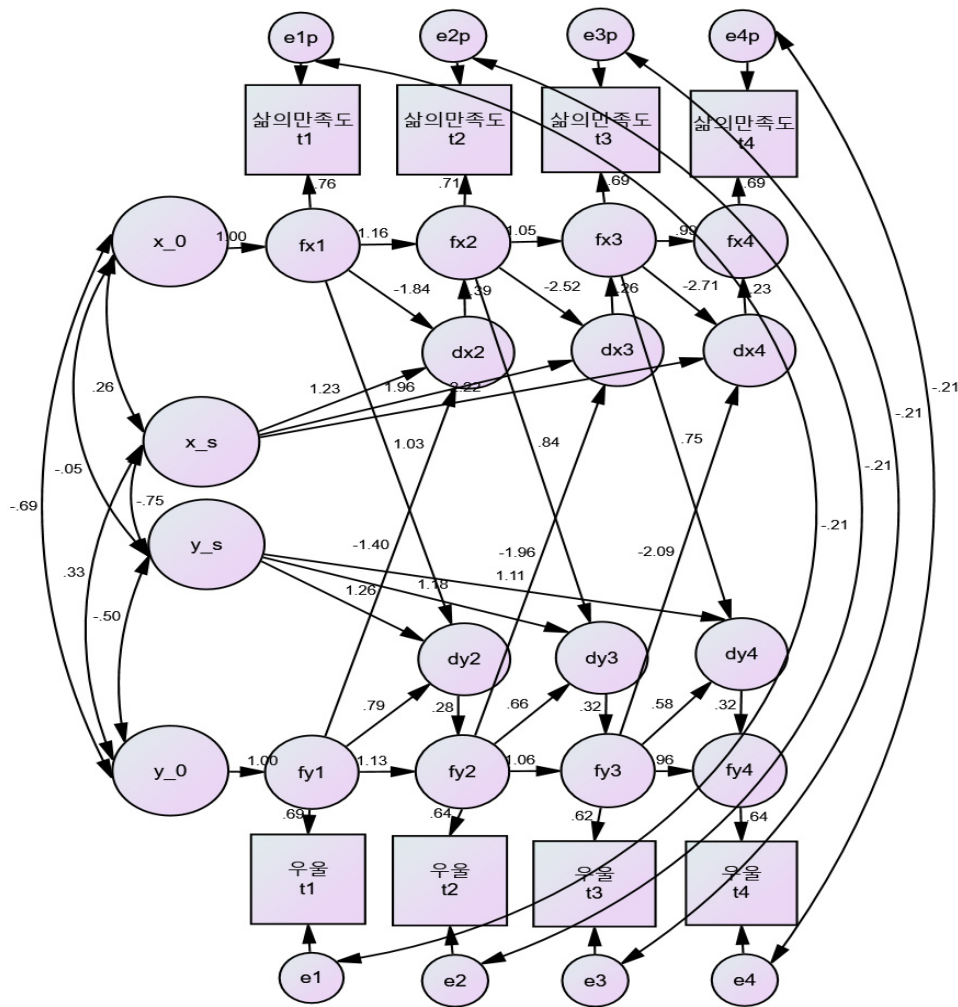 e1p
e2p
e3p
e4p
삶의만족도
t1
삶의만족도
t2
삶의만족도
t3
삶의만족도
t4
.76
.71
.69
.69
x_0
1.00
fx1
1.16
fx2
1.05
fx3
.99
fx4
-1.84
.39
-2.52
.26
-2.71
.23
dx2
dx3
dx4
.26
1.23
1.96
2.22
-.21
x_s
1.03
.84
.75
-.21
-.05
-.21
-.69
-.75
-.21
y_s
.33
-1.40
-1.96
-2.09
-.50
1.26
1.18
1.11
dy2
dy3
dy4
.79
.28
.66
.32
.58
.32
y_0
1.00
fy1
1.13
fy2
1.06
fy3
.96
fy4
.69
.64
.62
.64
우울
t1
우울
t2
우울
t3
우울
t4
e1
e2
e3
e4